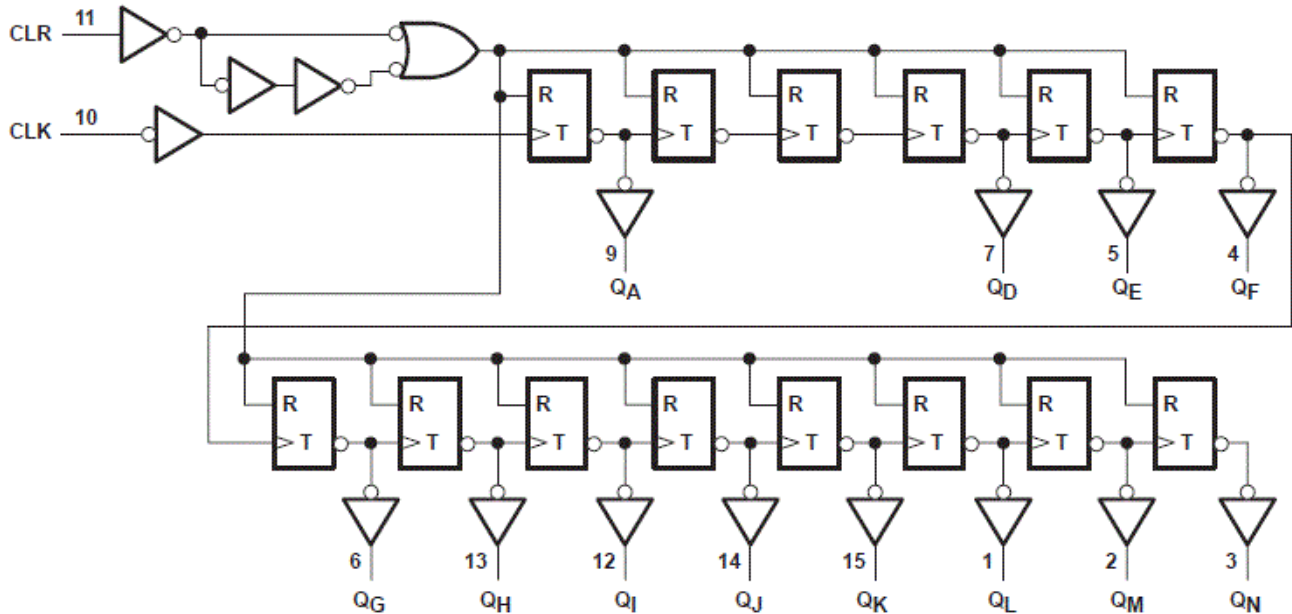 CLR 11
R R R R R R
CLK 10
T T T T T T
9 7 5 4
QA QD QE QF
R R R R R R R R
T T T T T T T T
6 13 12 14 15 1 2 3
QG QH QI QJ QK QL QM QN